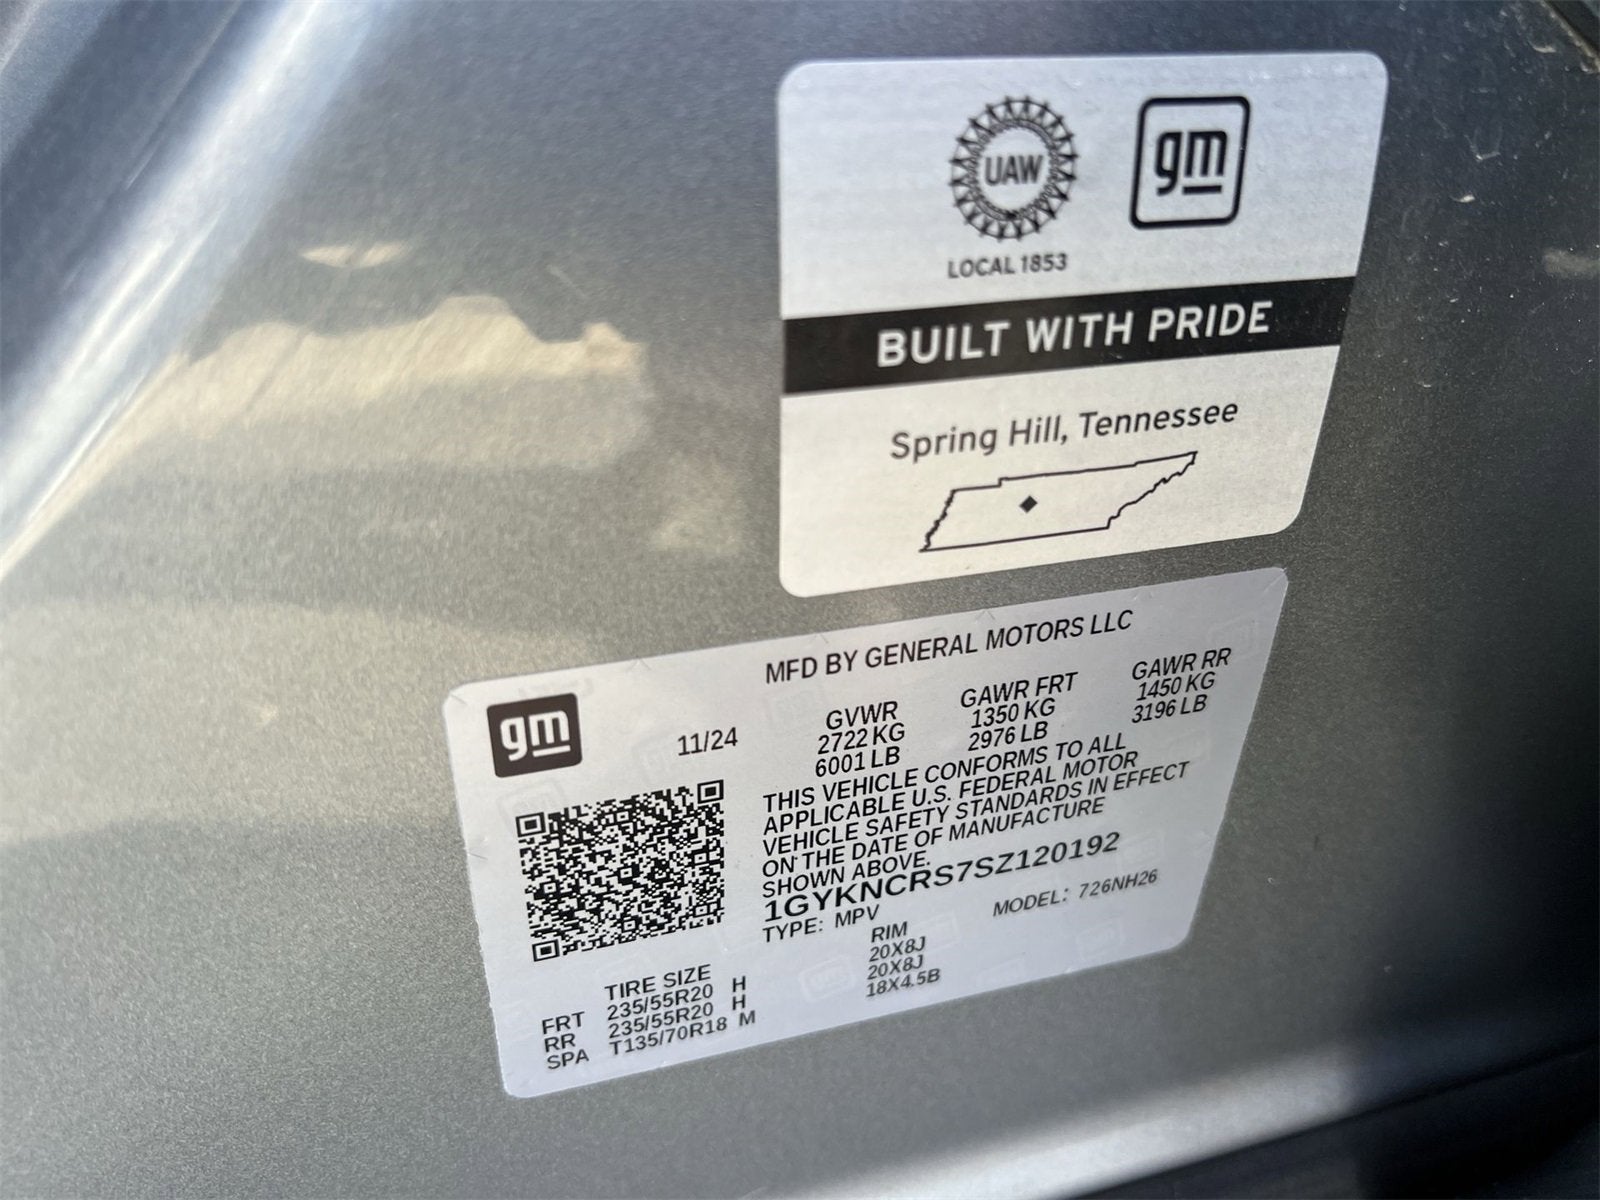 UAW
gm
LOCAL 1853
BUILT WITH PRIDE
Spring Hill, Tennessee
MFD BY GENERAL MOTORS LLC
gm
11/24
GVWR
2722 KG
6001 LB
GAWR FRT
1350 KG
2976 LB
GAWR RR
1450 KG
3196 LB
THIS VEHICLE CONFORMS TO ALL
APPLICABLE U.S. FEDERAL MOTOR
VEHICLE SAFETY STANDARDS IN EFFECT
ON THE DATE OF MANUFACTURE
SHOWN ABOVE.
1GYKNCRS7SZ120192
TYPE: MPV MODEL: 726NH26
TIRE SIZE RIM
FRT 235/55R20 H 20X8J
RR 235/55R20 H 20X8J
SPA T135/70R18 M 18X4.5B